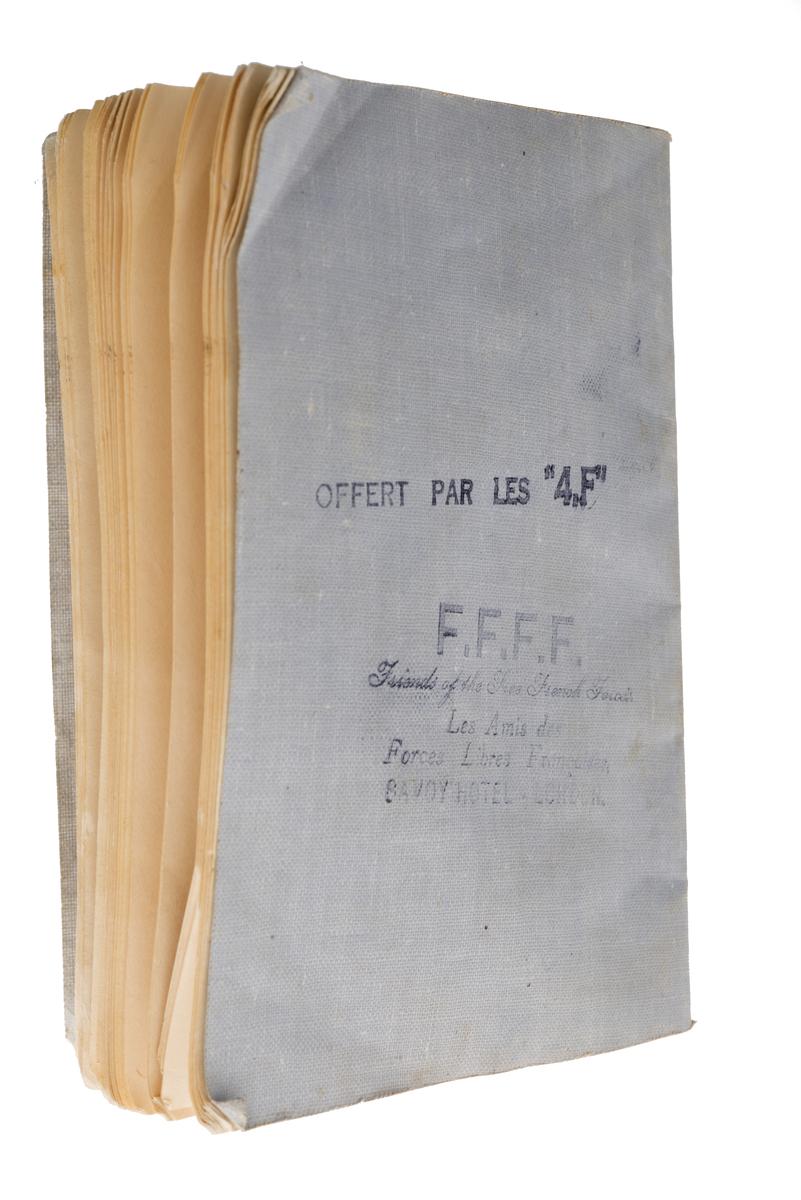 OFFERT PAR LES "4.F"
F.F.F.F.
Friends of the Free French Forces
Les Amis des
Forces Libres Françaises,
SAVOY HOTEL - LONDON.